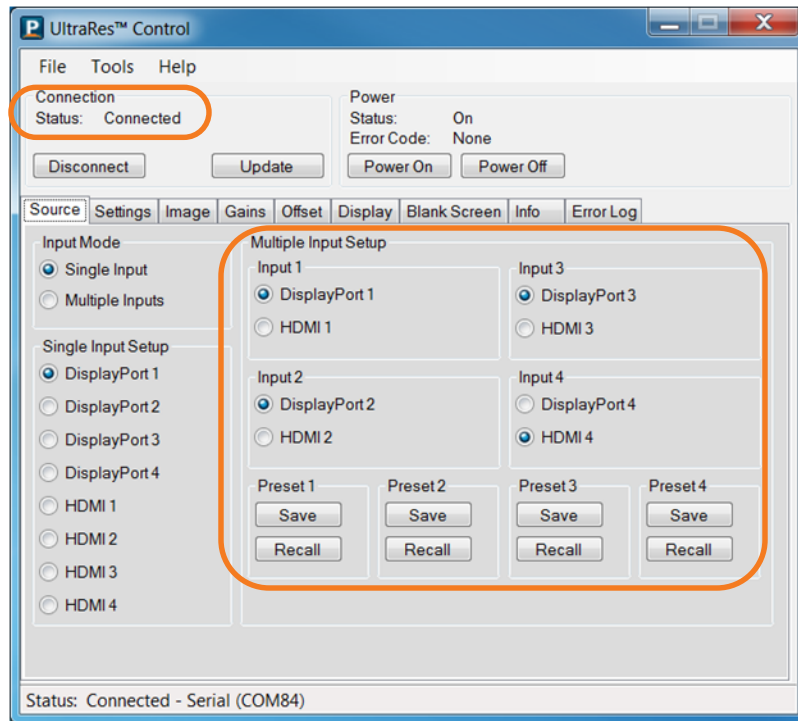 P UltraRes™ Control
File Tools Help
Connection
Status: Connected
Disconnect Update
Power
Status: On
Error Code: None
Power On Power Off
Source Settings Image Gains Offset Display Blank Screen Info Error Log
Input Mode
Single Input
Multiple Inputs
Single Input Setup
DisplayPort 1
DisplayPort 2
DisplayPort 3
DisplayPort 4
HDMI 1
HDMI 2
HDMI 3
HDMI 4
Multiple Input Setup
Input 1
DisplayPort 1
HDMI 1
Input 3
DisplayPort 3
HDMI 3
Input 2
DisplayPort 2
HDMI 2
Input 4
DisplayPort 4
HDMI 4
Preset 1
Save
Recall
Preset 2
Save
Recall
Preset 3
Save
Recall
Preset 4
Save
Recall
Status: Connected - Serial (COM84)